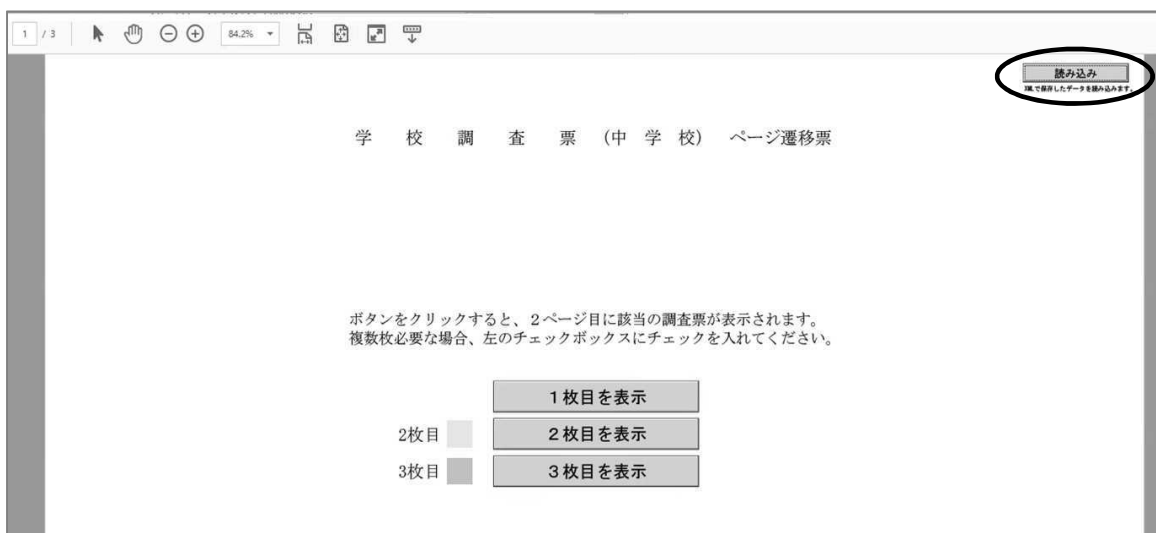 1 / 3
84.2%
読み込み
XMLで保存したデータを読み込みます。
学 校 調 査 票 (中 学 校) ページ遷移票
ボタンをクリックすると、2ページ目に該当の調査票が表示されます。
複数枚必要な場合、左のチェックボックスにチェックを入れてください。
1枚目を表示
2枚目 2枚目を表示
3枚目 3枚目を表示